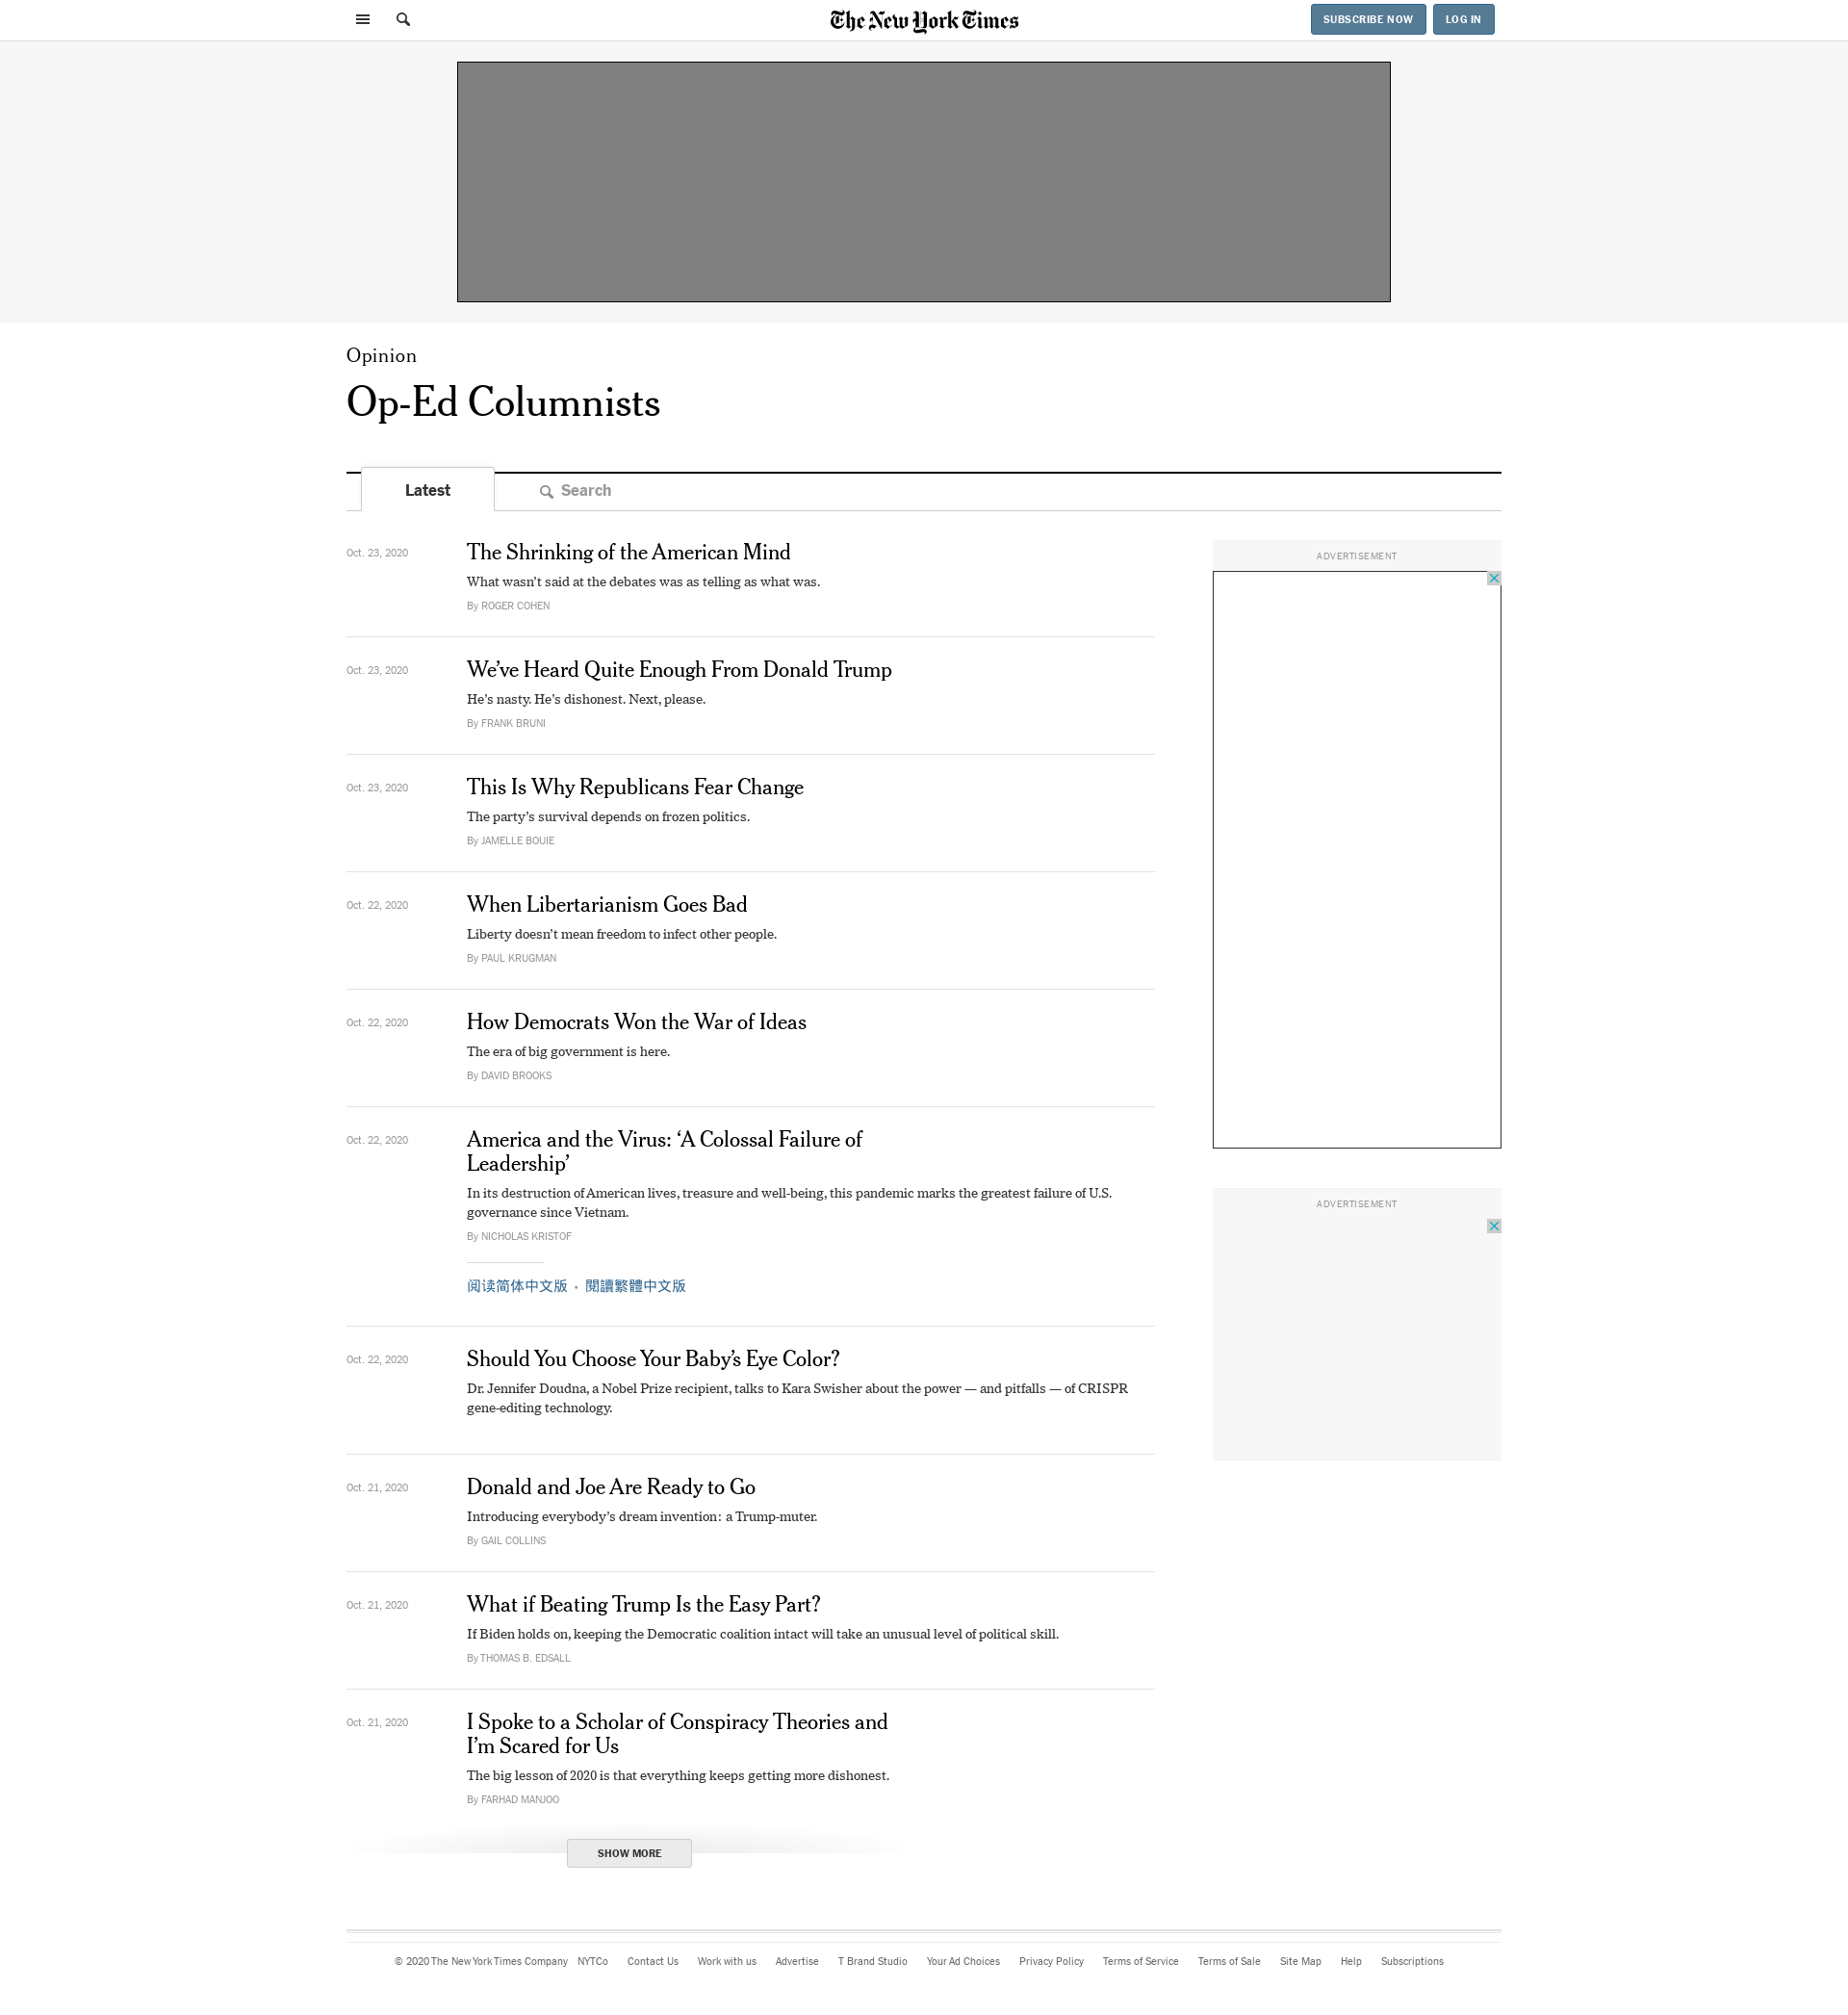 The New York Times
SUBSCRIBE NOW
LOG IN
Opinion
Op-Ed Columnists
Latest
Search
Oct. 23, 2020
The Shrinking of the American Mind
What wasn’t said at the debates was as telling as what was.
By ROGER COHEN
Oct. 23, 2020
We’ve Heard Quite Enough From Donald Trump
He’s nasty. He’s dishonest. Next, please.
By FRANK BRUNI
Oct. 23, 2020
This Is Why Republicans Fear Change
The party’s survival depends on frozen politics.
By JAMELLE BOUIE
Oct. 22, 2020
When Libertarianism Goes Bad
Liberty doesn’t mean freedom to infect other people.
By PAUL KRUGMAN
Oct. 22, 2020
How Democrats Won the War of Ideas
The era of big government is here.
By DAVID BROOKS
Oct. 22, 2020
America and the Virus: ‘A Colossal Failure of
Leadership’
In its destruction of American lives, treasure and well-being, this pandemic marks the greatest failure of U.S.
governance since Vietnam.
By NICHOLAS KRISTOF
阅读简体中文版 • 閱讀繁體中文版
Oct. 22, 2020
Should You Choose Your Baby’s Eye Color?
Dr. Jennifer Doudna, a Nobel Prize recipient, talks to Kara Swisher about the power — and pitfalls — of CRISPR
gene-editing technology.
Oct. 21, 2020
Donald and Joe Are Ready to Go
Introducing everybody’s dream invention: a Trump-muter.
By GAIL COLLINS
Oct. 21, 2020
What if Beating Trump Is the Easy Part?
If Biden holds on, keeping the Democratic coalition intact will take an unusual level of political skill.
By THOMAS B. EDSALL
Oct. 21, 2020
I Spoke to a Scholar of Conspiracy Theories and
I’m Scared for Us
The big lesson of 2020 is that everything keeps getting more dishonest.
By FARHAD MANJOO
SHOW MORE
ADVERTISEMENT
ADVERTISEMENT
© 2020 The New York Times Company NYTCo Contact Us Work with us Advertise T Brand Studio Your Ad Choices Privacy Policy Terms of Service Terms of Sale Site Map Help Subscriptions